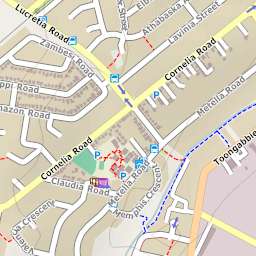 Lucretia Road
Athabaska
Lavinia Street
Zambesi Road
Cornelia Road
Metella Road
Cornelia Road
Toongabbie
Claudia Road
Metella Road
Memphis Crescent
P
P
P